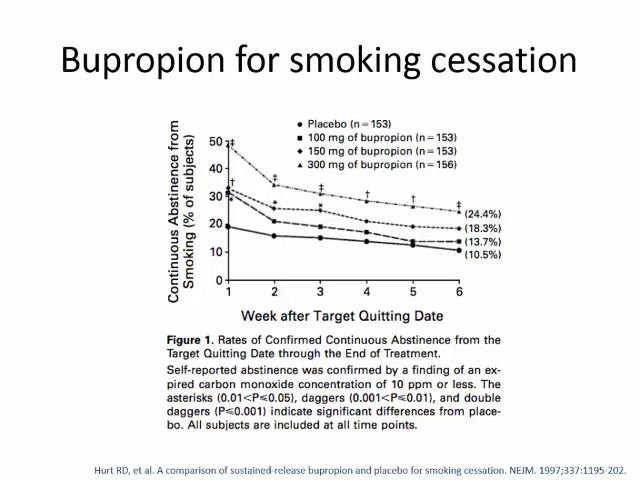 Bupropion for smoking cessation
Continuous Abstinence from
Smoking (% of subjects)
● Placebo (n=153)
■ 100 mg of bupropion (n=153)
♦ 150 mg of bupropion (n=153)
▲ 300 mg of bupropion (n=156)
50
40
30
20
10
0
‡
†
*
‡
*
‡
*
†
†
‡
(24.4%)
(18.3%)
(13.7%)
(10.5%)
1 2 3 4 5 6
Week after Target Quitting Date
Figure 1. Rates of Confirmed Continuous Abstinence from the
Target Quitting Date through the End of Treatment.
Self-reported abstinence was confirmed by a finding of an ex-
pired carbon monoxide concentration of 10 ppm or less. The
asterisks (0.01<P≤0.05), daggers (0.001<P≤0.01), and double
daggers (P≤0.001) indicate significant differences from place-
bo. All subjects are included at all time points.
Hurt RD, et al. A comparison of sustained-release bupropion and placebo for smoking cessation. NEJM. 1997;337:1195-202.